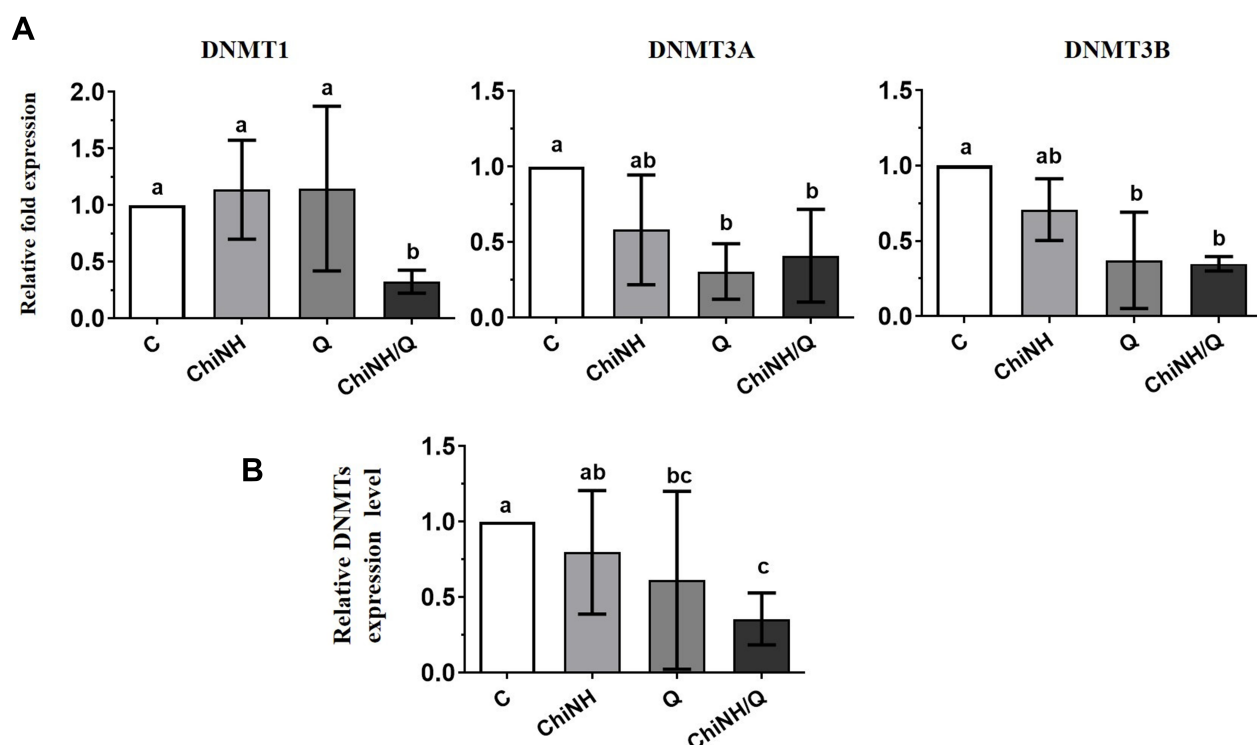 A
DNMT1
DNMT3A
DNMT3B
Relative fold expression
2.0
1.5
1.0
0.5
0.0
a
a
a
b
C
ChiNH
Q
ChiNH/Q
1.5
1.0
0.5
0.0
a
ab
b
b
C
ChiNH
Q
ChiNH/Q
1.5
1.0
0.5
0.0
a
ab
b
b
C
ChiNH
Q
ChiNH/Q
B
Relative DNMTs
expression level
1.5
1.0
0.5
0.0
a
ab
bc
c
C
ChiNH
Q
ChiNH/Q